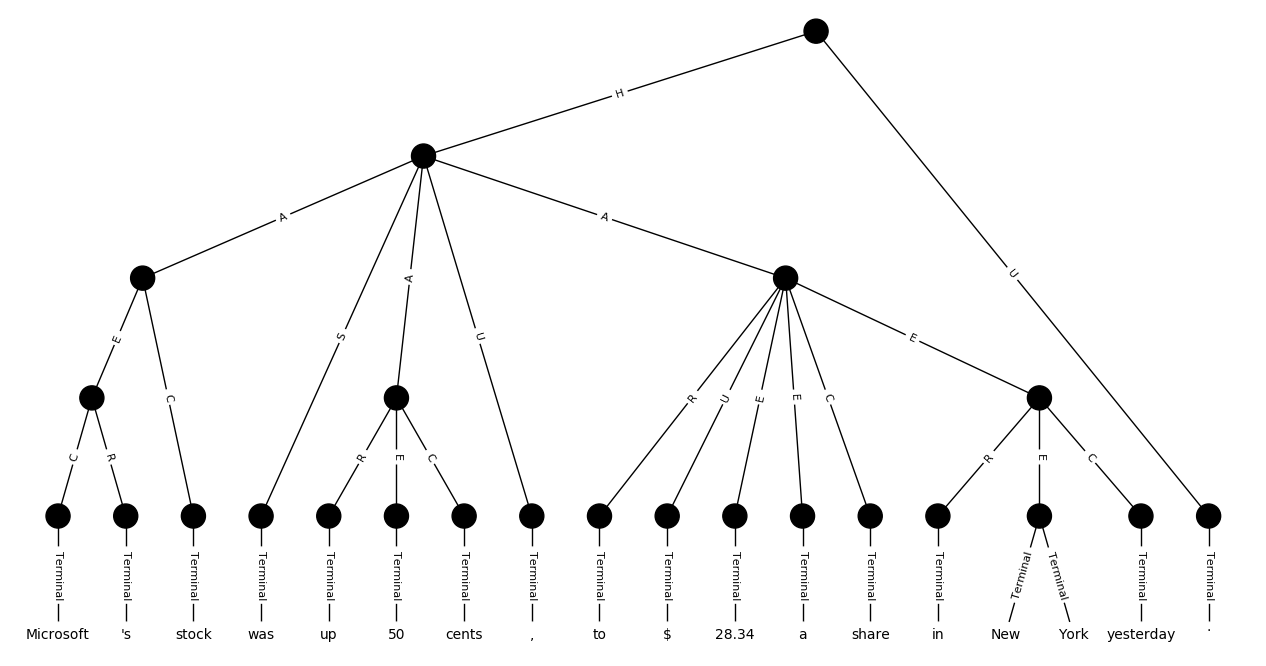 H
A S A U A U
E C E
C R R E C R U E E C R E C
Terminal Terminal Terminal Terminal Terminal Terminal Terminal Terminal Terminal Terminal Terminal Terminal Terminal Terminal Terminal Terminal Terminal Terminal
Microsoft 's stock was up 50 cents , to $ 28.34 a share in New York yesterday .